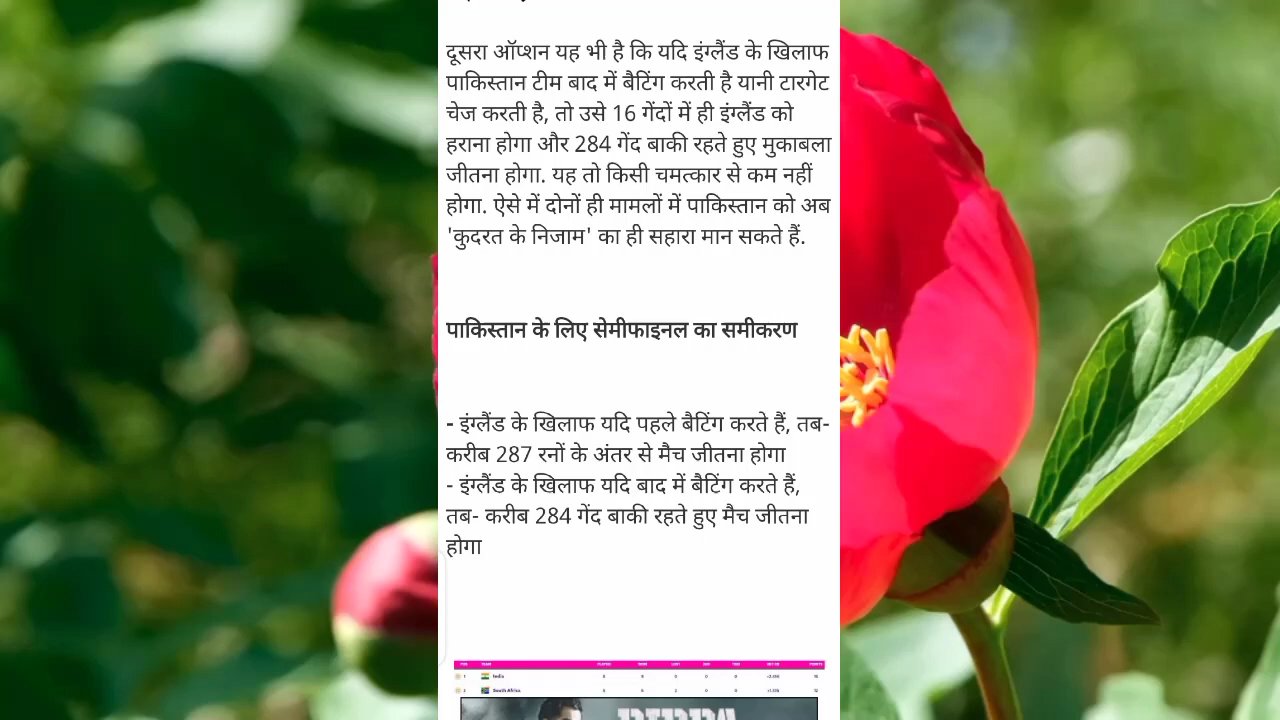 दूसरा ऑप्शन यह भी है कि यदि इंग्लैंड के खिलाफ
पाकिस्तान टीम बाद में बैटिंग करती है यानी टारगेट
चेज करती है, तो उसे 16 गेंदों में ही इंग्लैंड को
हराना होगा और 284 गेंद बाकी रहते हुए मुकाबला
जीतना होगा. यह तो किसी चमत्कार से कम नहीं
होगा. ऐसे में दोनों ही मामलों में पाकिस्तान को अब
'कुदरत के निजाम' का ही सहारा मान सकते हैं.
पाकिस्तान के लिए सेमीफाइनल का समीकरण
- इंग्लैंड के खिलाफ यदि पहले बैटिंग करते हैं, तब-
करीब 287 रनों के अंतर से मैच जीतना होगा
- इंग्लैंड के खिलाफ यदि बाद में बैटिंग करते हैं,
तब- करीब 284 गेंद बाकी रहते हुए मैच जीतना
होगा
1 India
2 South Africa